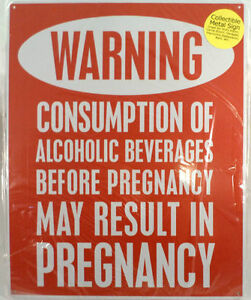 WARNING
CONSUMPTION OF
ALCOHOLIC BEVERAGES
BEFORE PREGNANCY
MAY RESULT IN
PREGNANCY
Collectible
Metal Sign